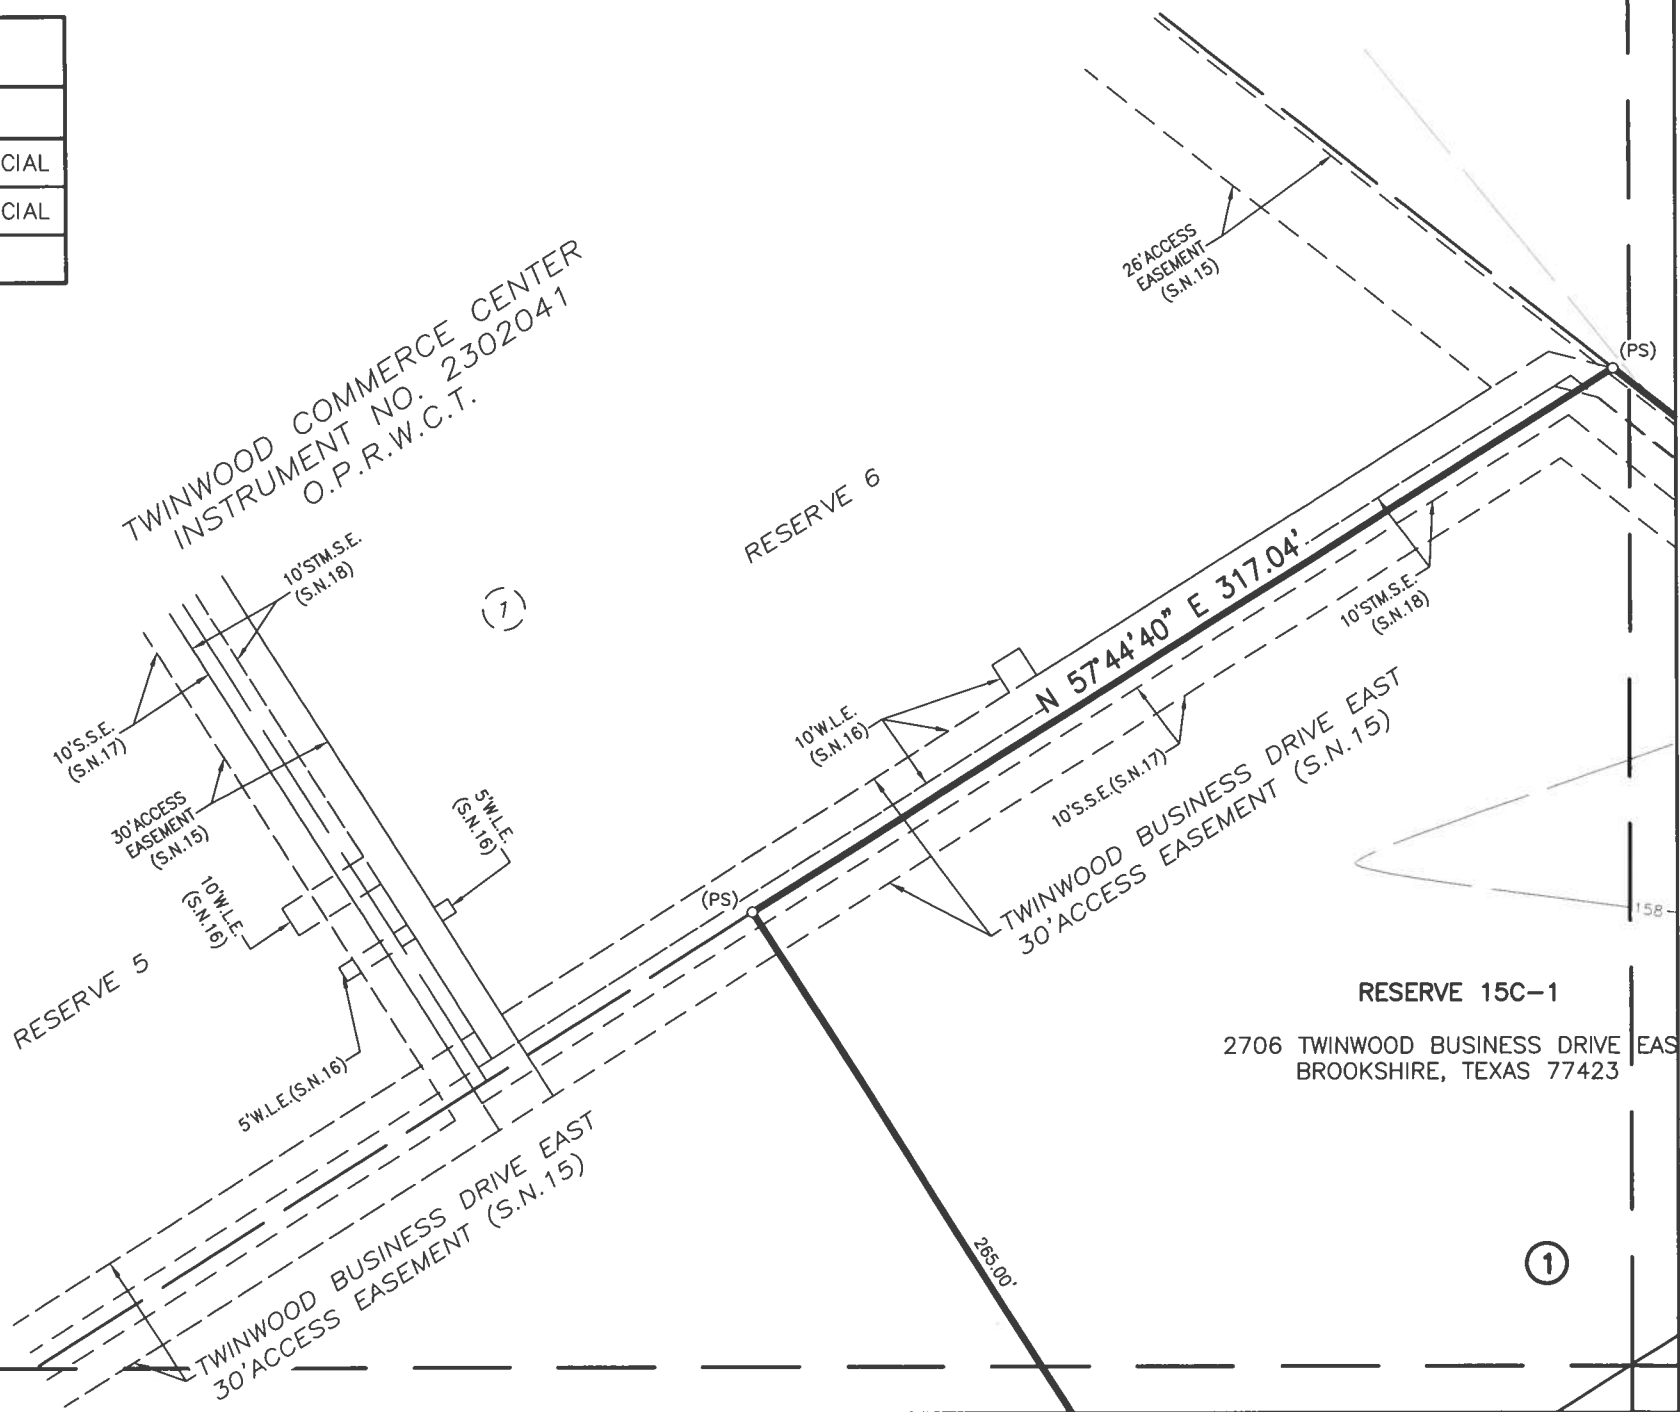 CIAL
CIAL
TWINWOOD COMMERCE CENTER
INSTRUMENT NO. 2302041
O.P.R.W.C.T.
26'ACCESS
EASEMENT
(S.N.15)
(PS)
RESERVE 6
10'STM.S.E.
(S.N.18)
7
N 57°44'40" E 317.04'
10'STM.S.E.
(S.N.18)
10'S.S.E.
(S.N.17)
10'W.L.E.
(S.N.16)
10'S.S.E.(S.N.17)
TWINWOOD BUSINESS DRIVE EAST
30'ACCESS EASEMENT (S.N.15)
30'ACCESS
EASEMENT
(S.N.15)
5'W.L.E.
(S.N.16)
10'W.L.E.
(S.N.16)
(PS)
158
RESERVE 5
RESERVE 15C-1
2706 TWINWOOD BUSINESS DRIVE EAS
BROOKSHIRE, TEXAS 77423
5'W.L.E.(S.N.16)
TWINWOOD BUSINESS DRIVE EAST
30'ACCESS EASEMENT (S.N.15)
265.00'
1